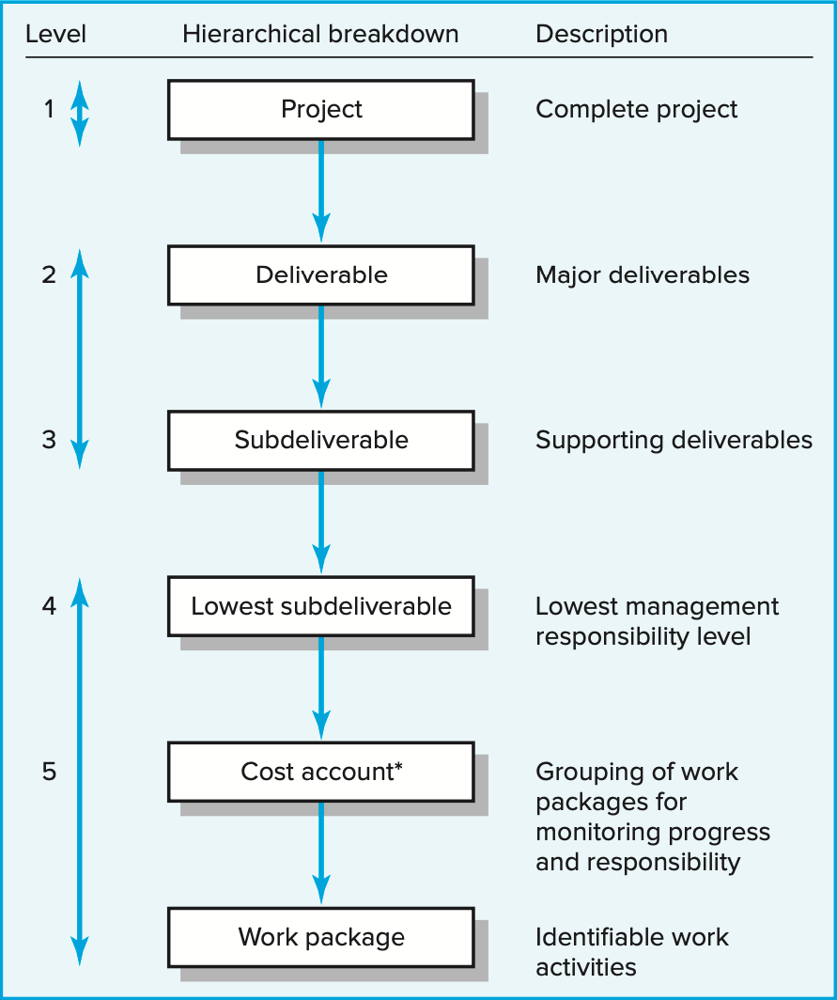 Level Hierarchical breakdown Description
1 Project Complete project
2 Deliverable Major deliverables
3 Subdeliverable Supporting deliverables
4 Lowest subdeliverable Lowest management
responsibility level
5 Cost account* Grouping of work
packages for
monitoring progress
and responsibility
Work package Identifiable work
activities